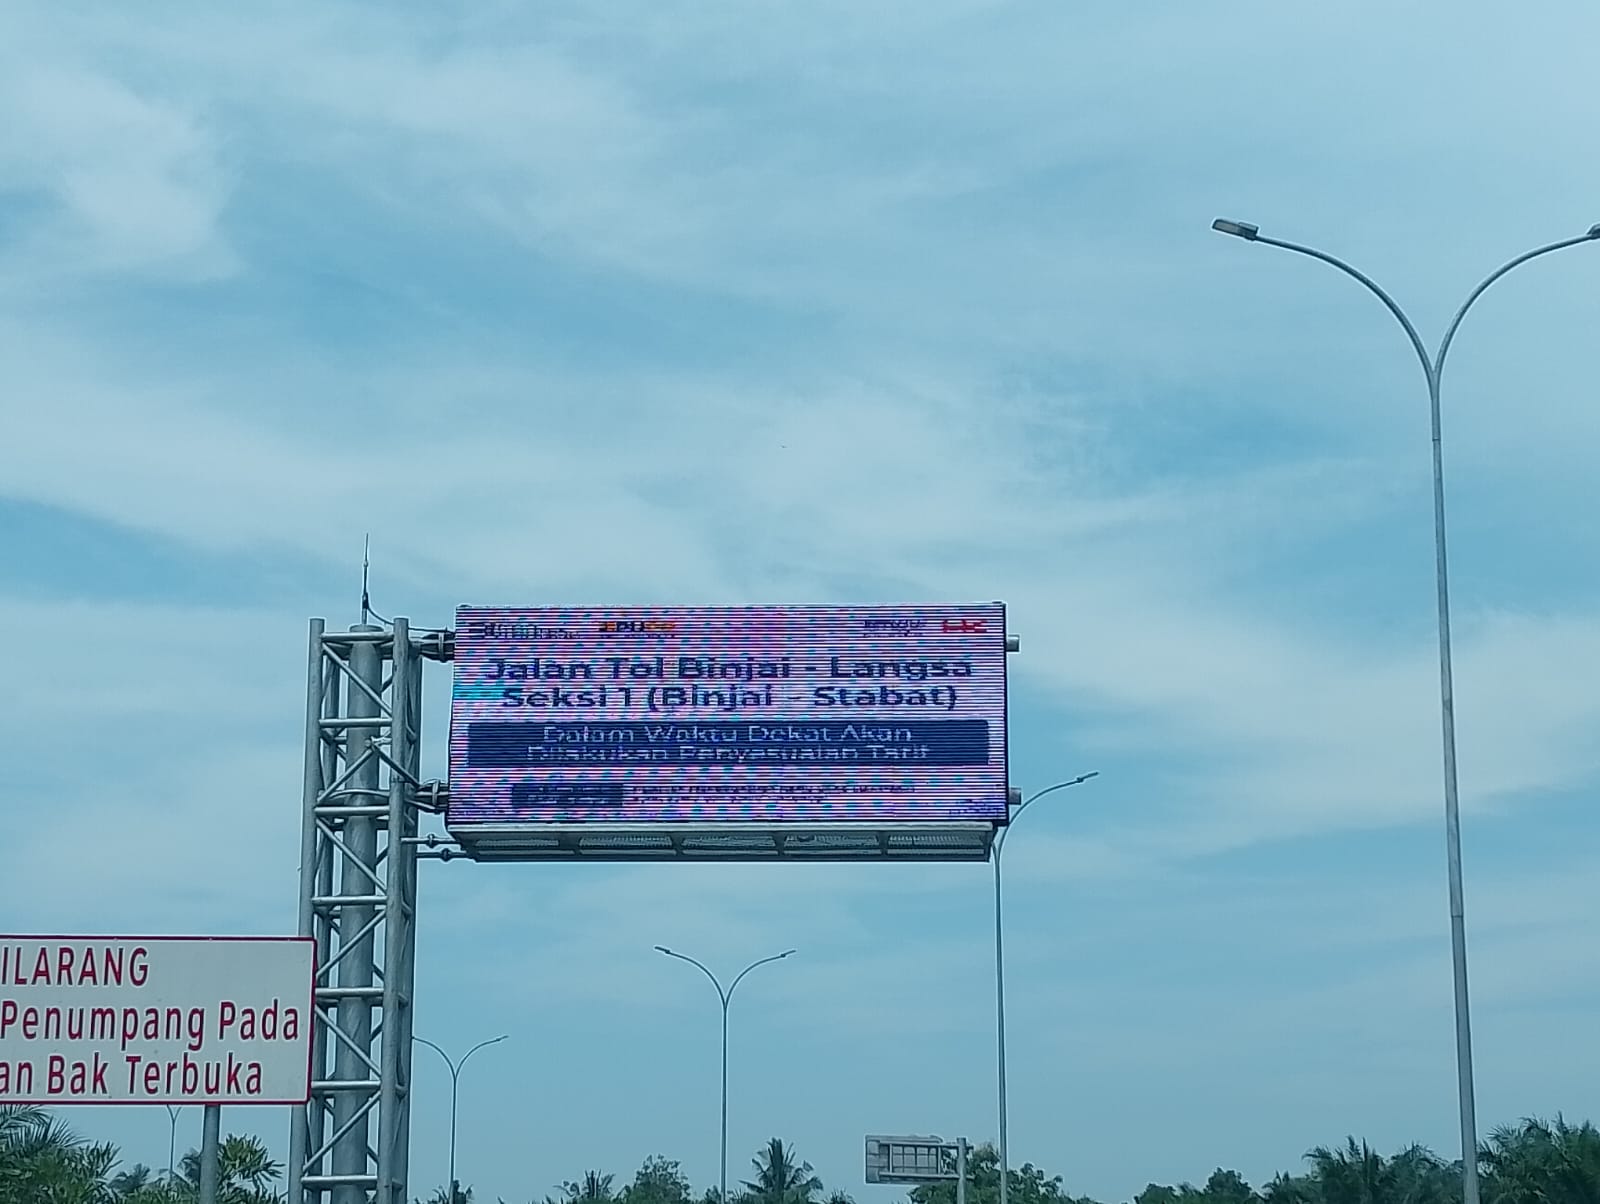 Jalan Tol Binjai - Langsa
Seksi 1 (Binjai - Stabat)
Dalam Waktu Dekat Akan
Dilakukan Penyesuaian Tarif
ILARANG
Penumpang Pada
an Bak Terbuka